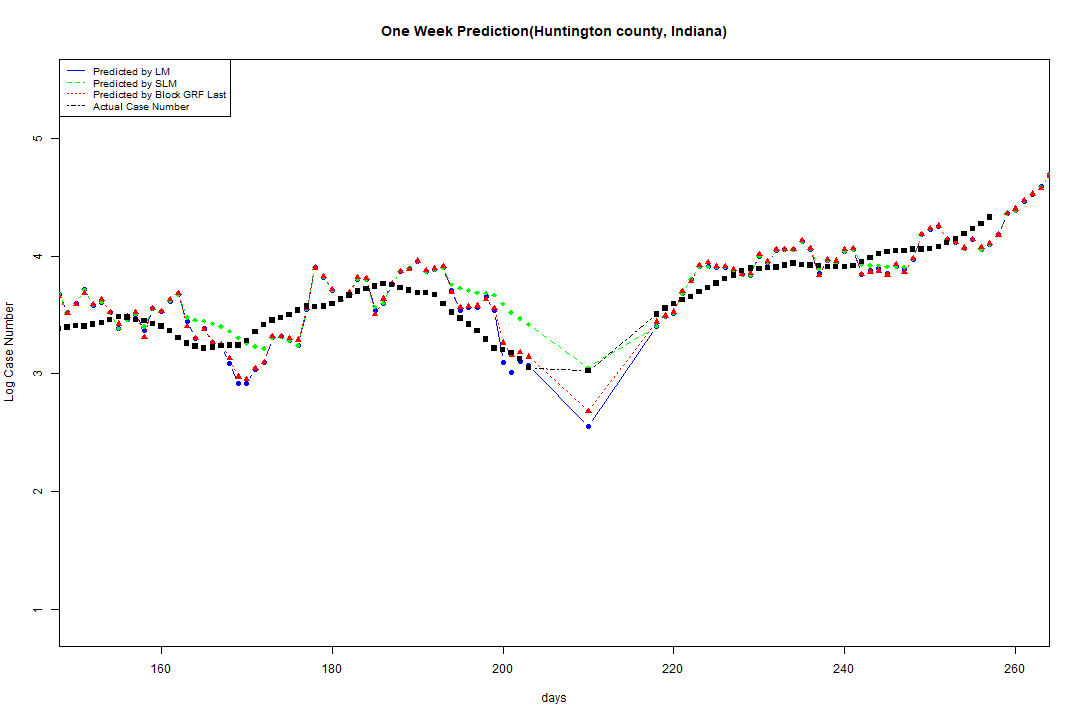 One Week Prediction(Huntington county, Indiana)
Predicted by LM
Predicted by SLM
Predicted by Block GRF Last
Actual Case Number
5
4
3
2
1
Log Case Number
160 180 200 220 240 260
days